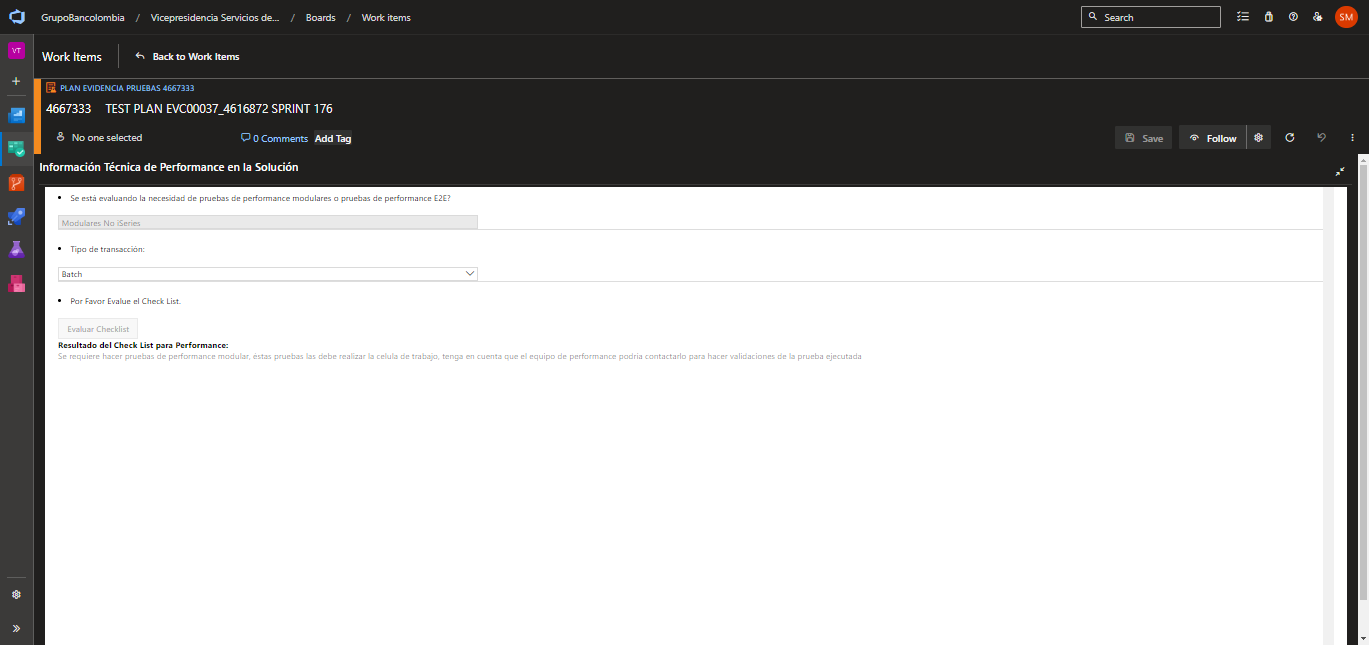 GrupoBancolombia / Vicepresidencia Servicios de... / Boards / Work items
Search
SM
VT
Work Items
Back to Work Items
PLAN EVIDENCIA PRUEBAS 4667333
4667333 TEST PLAN EVC00037_4616872 SPRINT 176
No one selected
0 Comments
Add Tag
Save
Follow
Información Técnica de Performance en la Solución
• Se está evaluando la necesidad de pruebas de performance modulares o pruebas de performance E2E?
Modulares No iSeries
• Tipo de transacción:
Batch
• Por Favor Evalue el Check List.
Evaluar Checklist
Resultado del Check List para Performance:
Se requiere hacer pruebas de performance modular, éstas pruebas las debe realizar la celula de trabajo, tenga en cuenta que el equipo de performance podria contactarlo para hacer validaciones de la prueba ejecutada